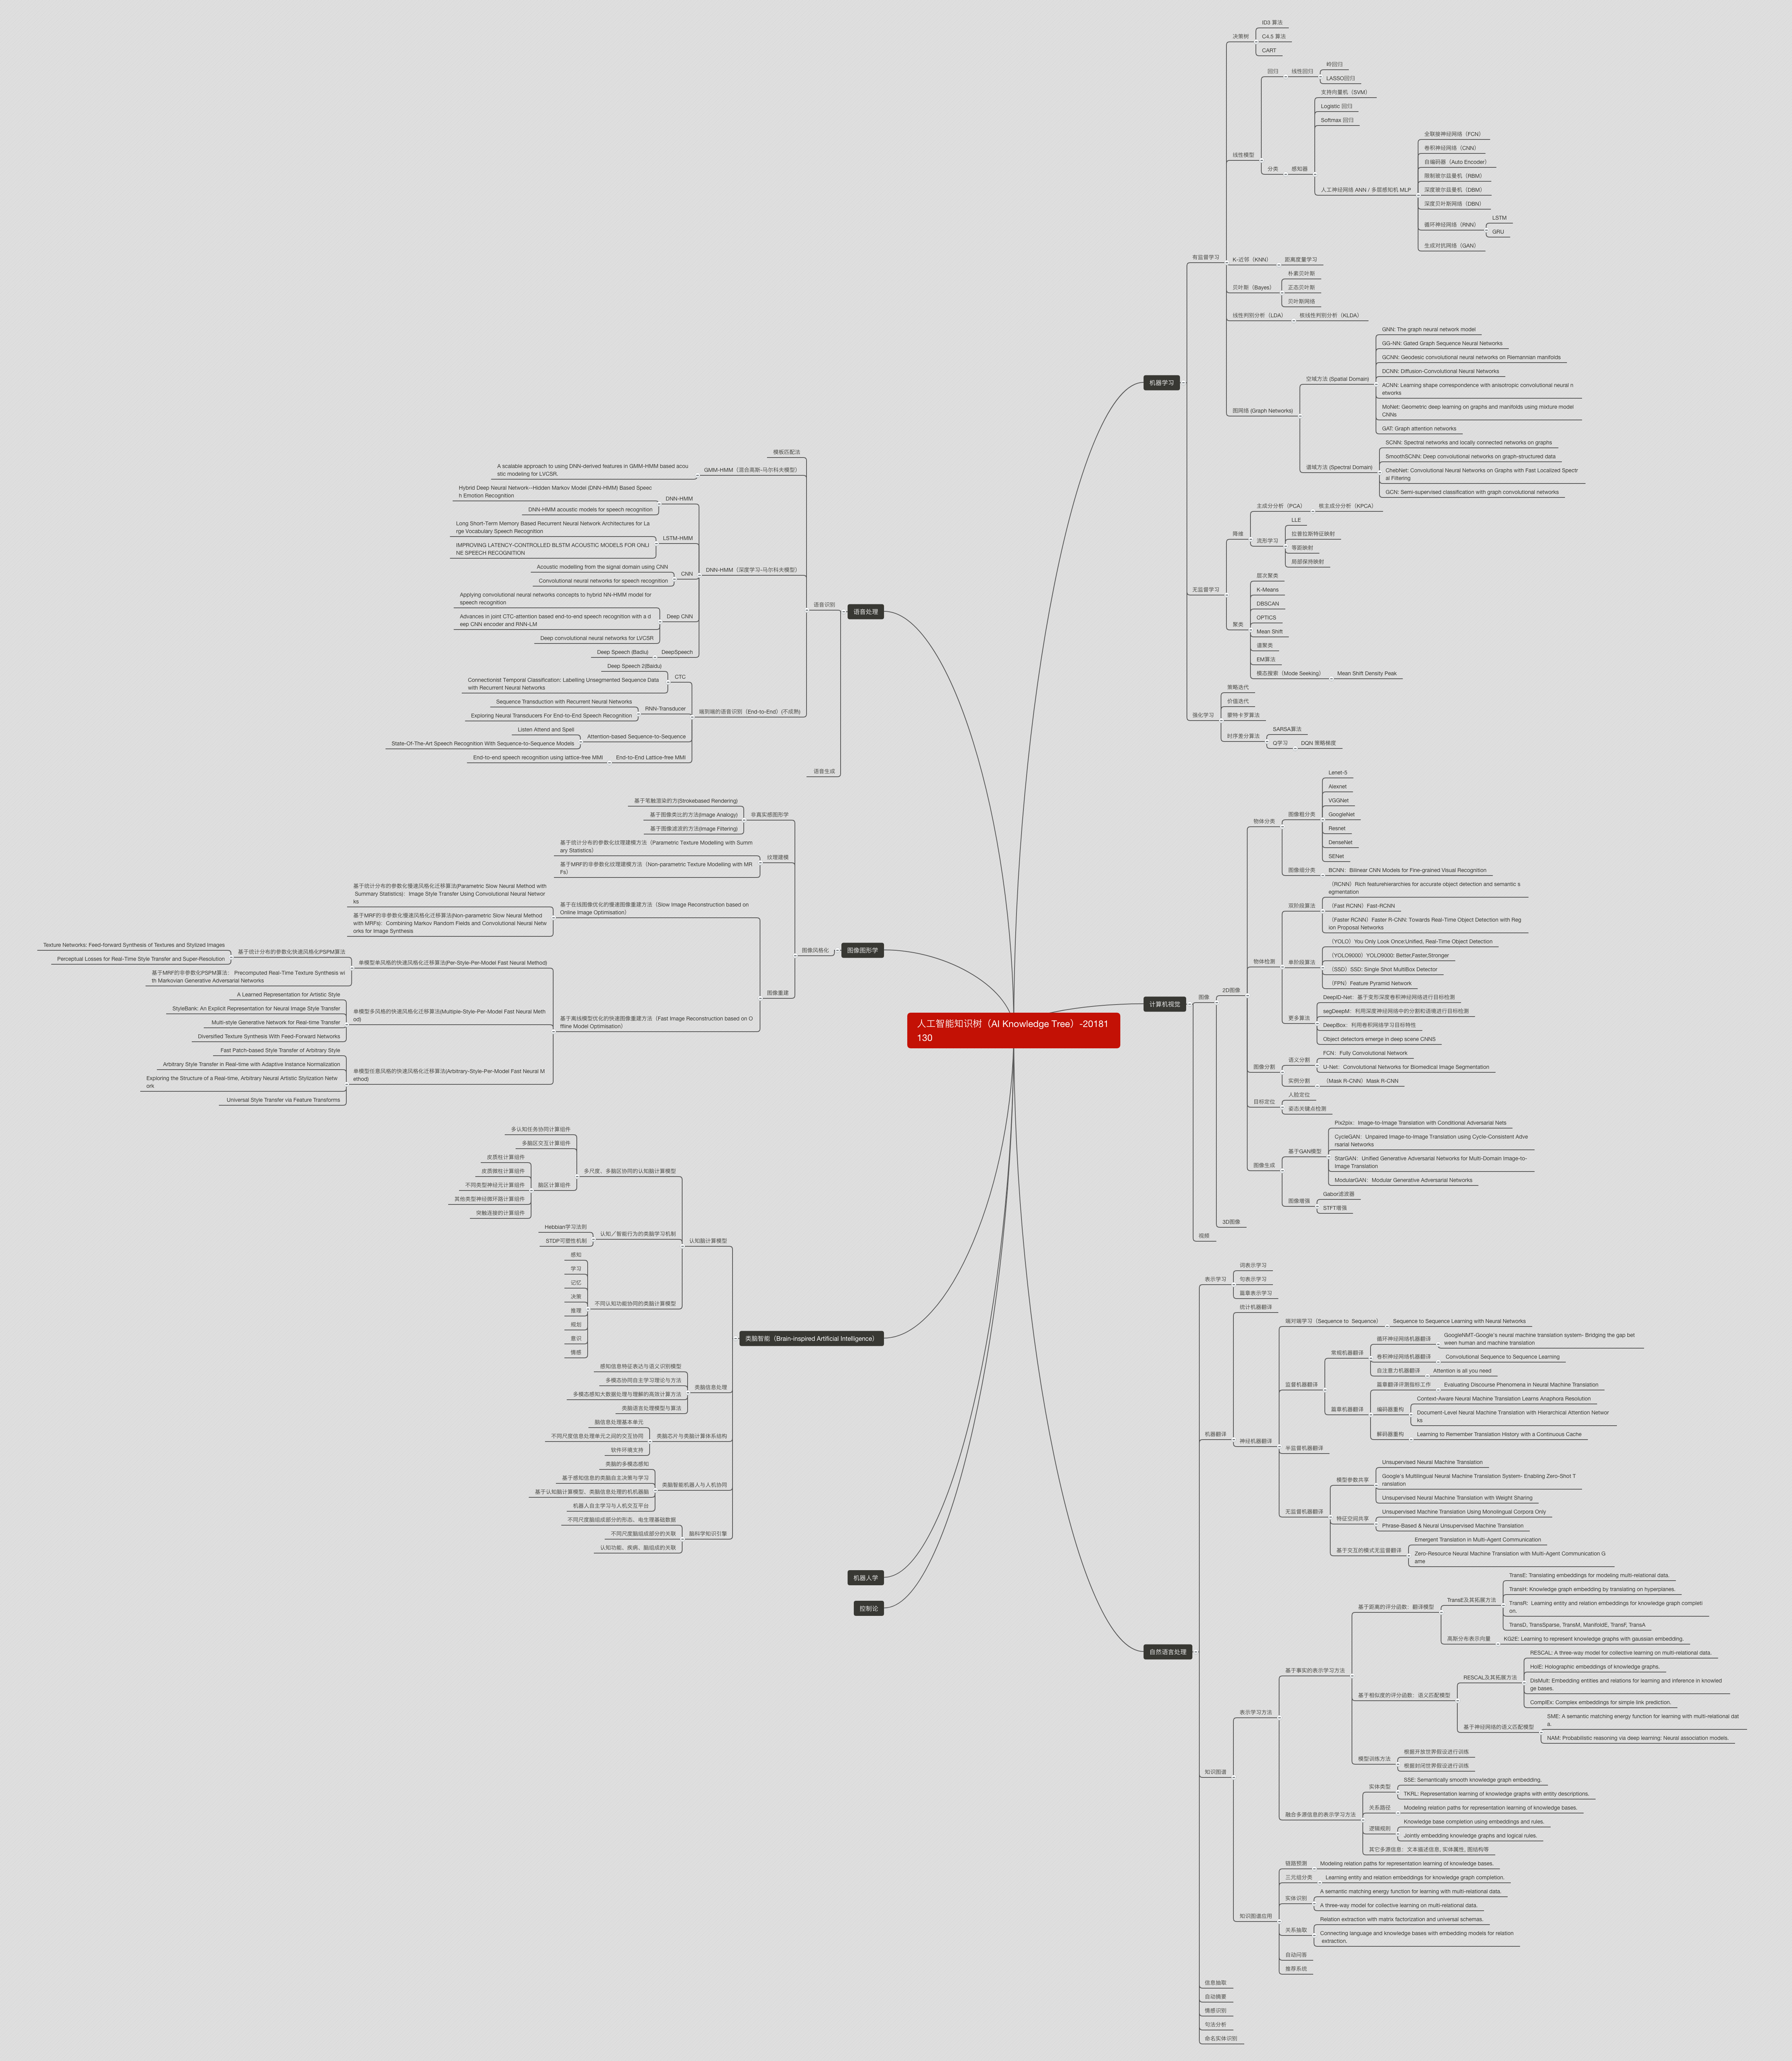 人工智能知识树（AI Knowledge Tree）-20181
130
机器学习
有监督学习
决策树
ID3 算法
C4.5 算法
CART
线性模型
回归
线性回归
岭回归
LASSO回归
分类
感知器
支持向量机（SVM）
Logistic 回归
Softmax 回归
人工神经网络 ANN / 多层感知机 MLP
全联接神经网络（FCN）
卷积神经网络（CNN）
自编码器（Auto Encoder）
限制玻尔兹曼机（RBM）
深度玻尔兹曼机（DBM）
深度贝叶斯网络（DBN）
循环神经网络（RNN）
LSTM
GRU
生成对抗网络（GAN）
K-近邻（KNN）
距离度量学习
贝叶斯（Bayes）
朴素贝叶斯
正态贝叶斯
贝叶斯网络
线性判别分析（LDA）
核线性判别分析（KLDA）
图网络 (Graph Networks)
空域方法 (Spatial Domain)
GNN: The graph neural network model
GG-NN: Gated Graph Sequence Neural Networks
GCNN: Geodesic convolutional neural networks on Riemannian manifolds
DCNN: Diffusion-Convolutional Neural Networks
ACNN: Learning shape correspondence with anisotropic convolutional neural n
etworks
MoNet: Geometric deep learning on graphs and manifolds using mixture model
CNNs
GAT: Graph attention networks
谱域方法 (Spectral Domain)
SCNN: Spectral networks and locally connected networks on graphs
SmoothSCNN: Deep convolutional networks on graph-structured data
ChebNet: Convolutional Neural Networks on Graphs with Fast Localized Spectr
al Filtering
GCN: Semi-supervised classification with graph convolutional networks
无监督学习
降维
主成分分析（PCA）
核主成分分析（KPCA）
流形学习
LLE
拉普拉斯特征映射
等距映射
局部保持映射
聚类
层次聚类
K-Means
DBSCAN
OPTICS
Mean Shift
谱聚类
EM算法
模态搜索（Mode Seeking）
Mean Shift Density Peak
强化学习
策略迭代
价值迭代
蒙特卡罗算法
时序差分算法
SARSA算法
Q学习
DQN 策略梯度
计算机视觉
图像
2D图像
物体分类
图像粗分类
Lenet-5
Alexnet
VGGNet
GoogleNet
Resnet
DenseNet
SENet
图像细分类
BCNN：Bilinear CNN Models for Fine-grained Visual Recognition
物体检测
双阶段算法
（RCNN）Rich featurehierarchies for accurate object detection and semantic s
egmentation
（Fast RCNN）Fast-RCNN
（Faster RCNN）Faster R-CNN: Towards Real-Time Object Detection with Reg
ion Proposal Networks
单阶段算法
（YOLO）You Only Look Once:Unified, Real-Time Object Detection
（YOLO9000）YOLO9000: Better,Faster,Stronger
（SSD）SSD: Single Shot MultiBox Detector
（FPN）Feature Pyramid Network
更多算法
DeepID-Net：基于变形深度卷积神经网络进行目标检测
segDeepM：利用深度神经网络中的分割和语境进行目标检测
DeepBox：利用卷积网络学习目标特性
Object detectors emerge in deep scene CNNS
图像分割
语义分割
FCN：Fully Convolutional Network
U-Net：Convolutional Networks for Biomedical Image Segmentation
实例分割
（Mask R-CNN）Mask R-CNN
目标定位
人脸定位
姿态关键点检测
图像生成
基于GAN模型
Pix2pix：Image-to-Image Translation with Conditional Adversarial Nets
CycleGAN：Unpaired Image-to-Image Translation using Cycle-Consistent Adve
rsarial Networks
StarGAN：Unified Generative Adversarial Networks for Multi-Domain Image-to-
Image Translation
ModularGAN：Modular Generative Adversarial Networks
图像增强
Gabor滤波器
STFT增强
3D图像
视频
自然语言处理
表示学习
词表示学习
句表示学习
篇章表示学习
机器翻译
统计机器翻译
神经机器翻译
端对端学习（Sequence to Sequence）
Sequence to Sequence Learning with Neural Networks
监督机器翻译
常规机器翻译
循环神经网络机器翻译
GoogleNMT-Google's neural machine translation system- Bridging the gap bet
ween human and machine translation
卷积神经网络机器翻译
Convolutional Sequence to Sequence Learning
自注意力机器翻译
Attention is all you need
篇章机器翻译
篇章翻译评测指标工作
Evaluating Discourse Phenomena in Neural Machine Translation
编码器重构
Context-Aware Neural Machine Translation Learns Anaphora Resolution
Document-Level Neural Machine Translation with Hierarchical Attention Networ
ks
解码器重构
Learning to Remember Translation History with a Continuous Cache
半监督机器翻译
无监督机器翻译
模型参数共享
Unsupervised Neural Machine Translation
Google's Multilingual Neural Machine Translation System- Enabling Zero-Shot T
ranslation
Unsupervised Neural Machine Translation with Weight Sharing
特征空间共享
Unsupervised Machine Translation Using Monolingual Corpora Only
Phrase-Based & Neural Unsupervised Machine Translation
基于交互的模式无监督翻译
Emergent Translation in Multi-Agent Communication
Zero-Resource Neural Machine Translation with Multi-Agent Communication G
ame
知识图谱
表示学习方法
基于事实的表示学习方法
基于距离的评分函数：翻译模型
TransE及其拓展方法
TransE: Translating embeddings for modeling multi-relational data.
TransH: Knowledge graph embedding by translating on hyperplanes.
TransR: Learning entity and relation embeddings for knowledge graph completi
on.
TransD, TransSparse, TransM, ManifoldE, TransF, TransA
高斯分布表示向量
KG2E: Learning to represent knowledge graphs with gaussian embedding.
基于相似度的评分函数：语义匹配模型
RESCAL及其拓展方法
RESCAL: A three-way model for collective learning on multi-relational data.
HolE: Holographic embeddings of knowledge graphs.
DisMult: Embedding entities and relations for learning and inference in knowled
ge bases.
ComplEx: Complex embeddings for simple link prediction.
基于神经网络的语义匹配模型
SME: A semantic matching energy function for learning with multi-relational dat
a.
NAM: Probabilistic reasoning via deep learning: Neural association models.
模型训练方法
根据开放世界假设进行训练
根据封闭世界假设进行训练
融合多源信息的表示学习方法
实体类型
SSE: Semantically smooth knowledge graph embedding.
TKRL: Representation learning of knowledge graphs with entity descriptions.
关系路径
Modeling relation paths for representation learning of knowledge bases.
逻辑规则
Knowledge base completion using embeddings and rules.
Jointly embedding knowledge graphs and logical rules.
其它多源信息：文本描述信息, 实体属性, 图结构等
知识图谱应用
链路预测
Modeling relation paths for representation learning of knowledge bases.
三元组分类
Learning entity and relation embeddings for knowledge graph completion.
实体识别
A semantic matching energy function for learning with multi-relational data.
A three-way model for collective learning on multi-relational data.
关系抽取
Relation extraction with matrix factorization and universal schemas.
Connecting language and knowledge bases with embedding models for relation
extraction.
自动问答
推荐系统
信息抽取
自动摘要
情感识别
句法分析
命名实体识别
语音处理
语音识别
模板匹配法
GMM-HMM（混合高斯-马尔科夫模型）
A scalable approach to using DNN-derived features in GMM-HMM based acou
stic modeling for LVCSR.
DNN-HMM（深度学习-马尔科夫模型）
DNN-HMM
Hybrid Deep Neural Network--Hidden Markov Model (DNN-HMM) Based Speec
h Emotion Recognition
DNN-HMM acoustic models for speech recognition
LSTM-HMM
Long Short-Term Memory Based Recurrent Neural Network Architectures for La
rge Vocabulary Speech Recognition
IMPROVING LATENCY-CONTROLLED BLSTM ACOUSTIC MODELS FOR ONLI
NE SPEECH RECOGNITION
CNN
Acoustic modelling from the signal domain using CNN
Convolutional neural networks for speech recognition
Deep CNN
Applying convolutional neural networks concepts to hybrid NN-HMM model for
speech recognition
Advances in joint CTC-attention based end-to-end speech recognition with a d
eep CNN encoder and RNN-LM
Deep convolutional neural networks for LVCSR
DeepSpeech
Deep Speech (Badiu)
端到端的语音识别（End-to-End）(不成熟)
CTC
Deep Speech 2(Baidu)
Connectionist Temporal Classification: Labelling Unsegmented Sequence Data
with Recurrent Neural Networks
RNN-Transducer
Sequence Transduction with Recurrent Neural Networks
Exploring Neural Transducers For End-to-End Speech Recognition
Attention-based Sequence-to-Sequence
Listen Attend and Spell
State-Of-The-Art Speech Recognition With Sequence-to-Sequence Models
End-to-End Lattice-free MMI
End-to-end speech recognition using lattice-free MMI
语音生成
图像图形学
图像风格化
非真实感图形学
基于笔触渲染的方(Strokebased Rendering)
基于图像类比的方法(Image Analogy)
基于图像滤波的方法(Image Filtering)
纹理建模
基于统计分布的参数化纹理建模方法（Parametric Texture Modelling with Summ
ary Statistics）
基于MRF的非参数化纹理建模方法（Non-parametric Texture Modelling with MR
Fs）
图像重建
基于在线图像优化的慢速图像重建方法（Slow Image Reconstruction based on
Online Image Optimisation）
基于统计分布的参数化慢速风格化迁移算法(Parametric Slow Neural Method with
Summary Statistics)：Image Style Transfer Using Convolutional Neural Networ
ks
基于MRF的非参数化慢速风格化迁移算法(Non-parametric Slow Neural Method
with MRFs)：Combining Markov Random Fields and Convolutional Neural Netw
orks for Image Synthesis
基于离线模型优化的快速图像重建方法（Fast Image Reconstruction based on O
ffline Model Optimisation）
单模型单风格的快速风格化迁移算法(Per-Style-Per-Model Fast Neural Method)
基于统计分布的参数化快速风格化PSPM算法
Texture Networks: Feed-forward Synthesis of Textures and Stylized Images
Perceptual Losses for Real-Time Style Transfer and Super-Resolution
基于MRF的非参数化PSPM算法： Precomputed Real-Time Texture Synthesis wi
th Markovian Generative Adversarial Networks
单模型多风格的快速风格化迁移算法(Multiple-Style-Per-Model Fast Neural Meth
od)
A Learned Representation for Artistic Style
StyleBank: An Explicit Representation for Neural Image Style Transfer
Multi-style Generative Network for Real-time Transfer
Diversified Texture Synthesis With Feed-Forward Networks
单模型任意风格的快速风格化迁移算法(Arbitrary-Style-Per-Model Fast Neural M
ethod)
Fast Patch-based Style Transfer of Arbitrary Style
Arbitrary Style Transfer in Real-time with Adaptive Instance Normalization
Exploring the Structure of a Real-time, Arbitrary Neural Artistic Stylization Netw
ork
Universal Style Transfer via Feature Transforms
类脑智能（Brain-inspired Artificial Intelligence）
认知脑计算模型
多尺度、多脑区协同的认知脑计算模型
多认知任务协同计算组件
多脑区交互计算组件
脑区计算组件
皮质柱计算组件
皮质微柱计算组件
不同类型神经元计算组件
其他类型神经微环路计算组件
突触连接的计算组件
认知／智能行为的类脑学习机制
Hebbian学习法则
STDP可塑性机制
不同认知功能协同的类脑计算模型
感知
学习
记忆
决策
推理
规划
意识
情感
类脑信息处理
感知信息特征表达与语义识别模型
多模态协同自主学习理论与方法
多模态感知大数据处理与理解的高效计算方法
类脑语言处理模型与算法
类脑芯片与类脑计算体系结构
脑信息处理基本单元
不同尺度信息处理单元之间的交互协同
软件环境支持
类脑智能机器人与人机协同
类脑的多模态感知
基于感知信息的类脑自主决策与学习
基于认知脑计算模型、类脑信息处理的机机器脑
机器人自主学习与人机交互平台
脑科学知识引擎
不同尺度脑组成部分的形态、电生理基础数据
不同尺度脑组成部分的关联
认知功能、疾病、脑组成的关联
机器人学
控制论